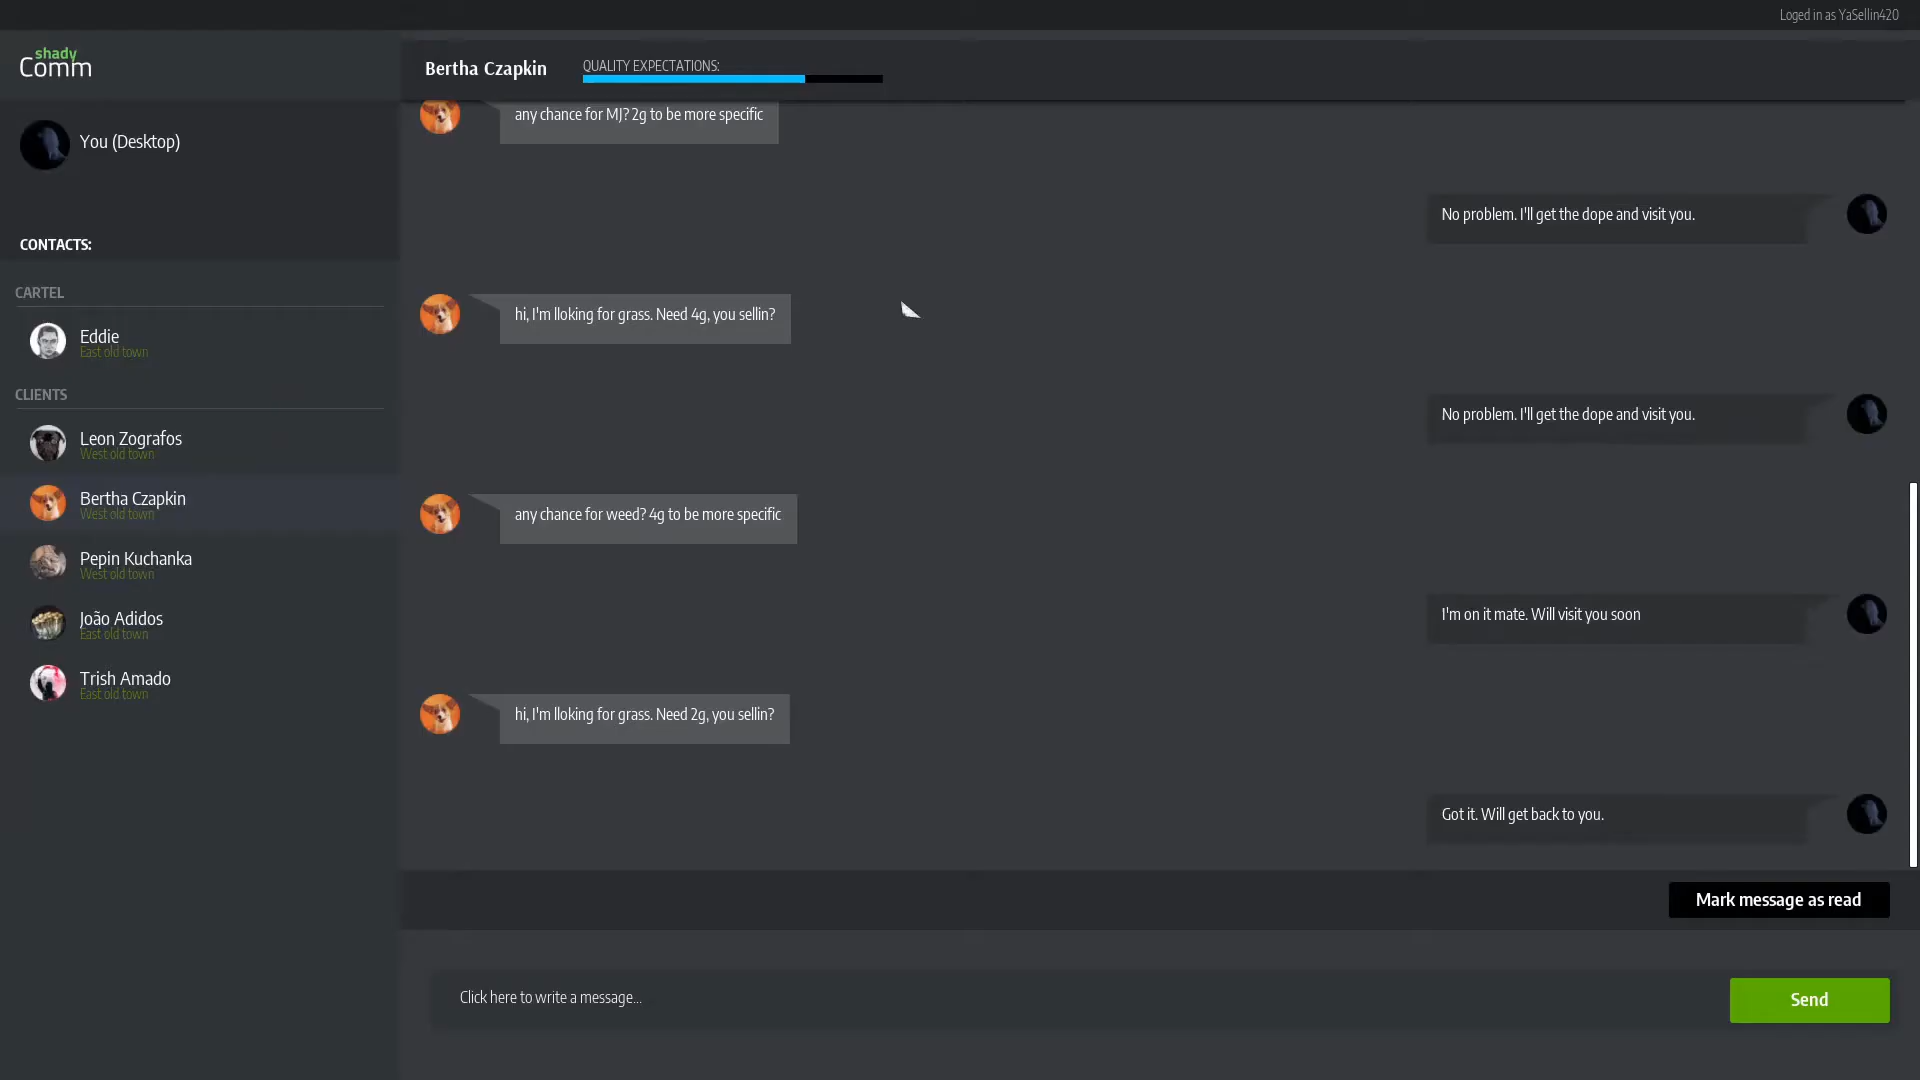 Loged in as YaSellin420
shady
Comm
You (Desktop)
CONTACTS:
CARTEL
Eddie
East old town
CLIENTS
Leon Zografos
West old town
Bertha Czapkin
West old town
Pepin Kuchanka
West old town
João Adidos
East old town
Trish Amado
East old town
Bertha Czapkin
QUALITY EXPECTATIONS:
any chance for MJ? 2g to be more specific
No problem. I'll get the dope and visit you.
hi, I'm lloking for grass. Need 4g, you sellin?
No problem. I'll get the dope and visit you.
any chance for weed? 4g to be more specific
I'm on it mate. Will visit you soon
hi, I'm lloking for grass. Need 2g, you sellin?
Got it. Will get back to you.
Mark message as read
Click here to write a message...
Send